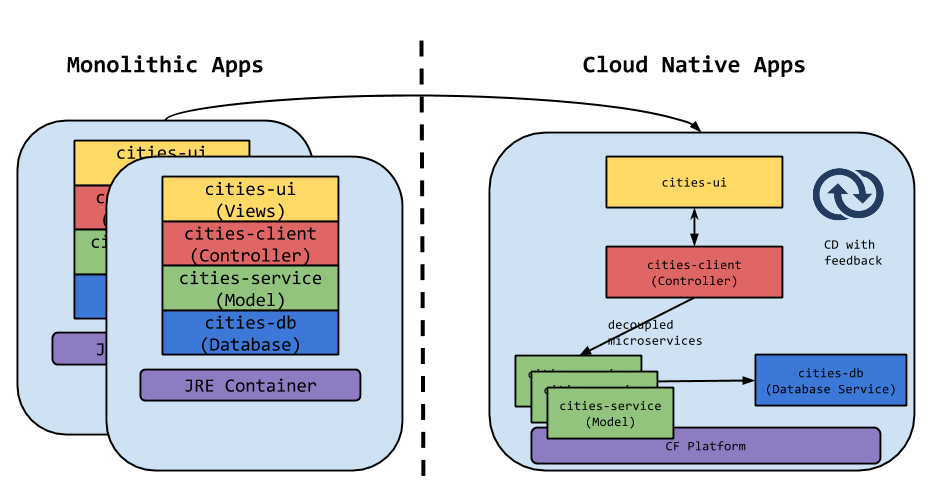 Monolithic Apps
Cloud Native Apps
cities-ui
cities-ui
(Views)
cities-client
(Controller)
cities-service
(Model)
cities-db
(Database)
JRE Container
cities-ui
cities-client
(Controller)
decoupled
microservices
cities-service
(Model)
cities-db
(Database Service)
CF Platform
CD with
feedback